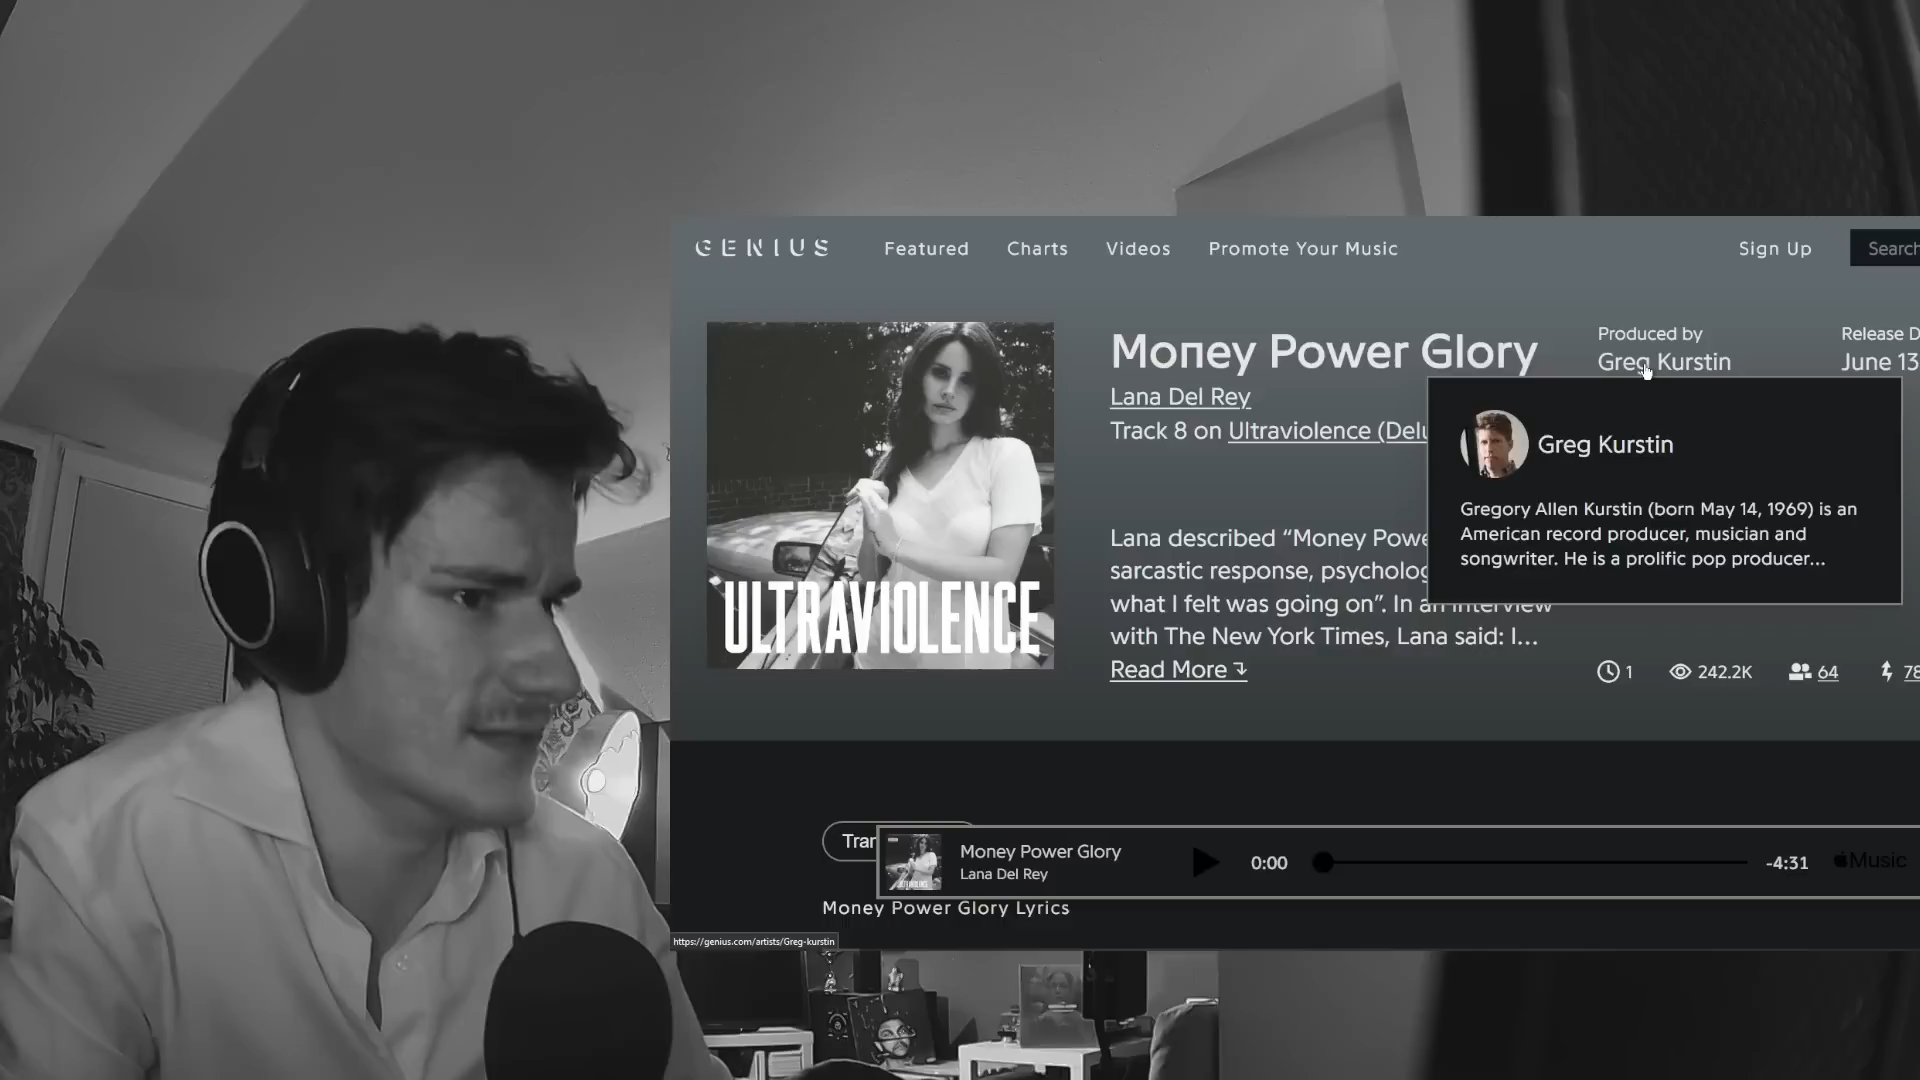 GENIUS
Featured
Charts
Videos
Promote Your Music
Sign Up
Search
Money Power Glory
Lana Del Rey
Track 8 on Ultraviolence (Delu
Produced by
Greg Kurstin
Release D
June 13
Greg Kurstin
Gregory Allen Kurstin (born May 14, 1969) is an
American record producer, musician and
songwriter. He is a prolific pop producer...
ULTRAVIOLENCE
Lana described “Money Powe
sarcastic response, psycholog
what I felt was going on”. In an interview
with The New York Times, Lana said: I...
Read More
1
242.2K
64
78
Tran
Money Power Glory
Lana Del Rey
0:00
-4:31
Music
Money Power Glory Lyrics
https://genius.com/artists/Greg-kurstin